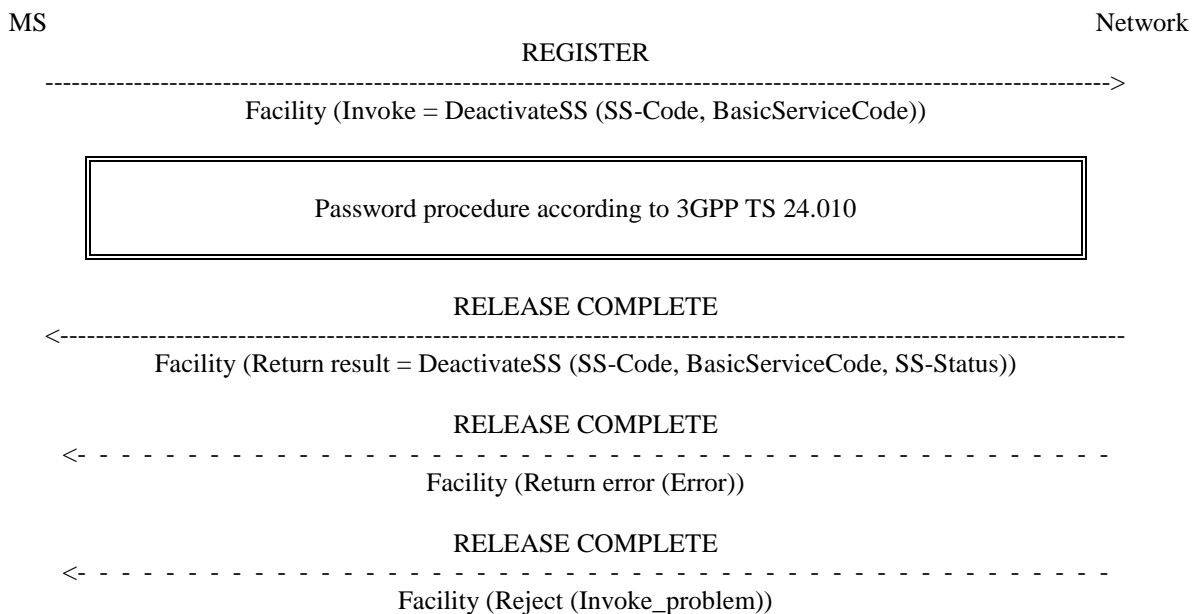 MS Network
REGISTER
Facility (Invoke = DeactivateSS (SS-Code, BasicServiceCode))
Password procedure according to 3GPP TS 24.010
RELEASE COMPLETE
Facility (Return result = DeactivateSS (SS-Code, BasicServiceCode, SS-Status))
RELEASE COMPLETE
Facility (Return error (Error))
RELEASE COMPLETE
Facility (Reject (Invoke_problem))